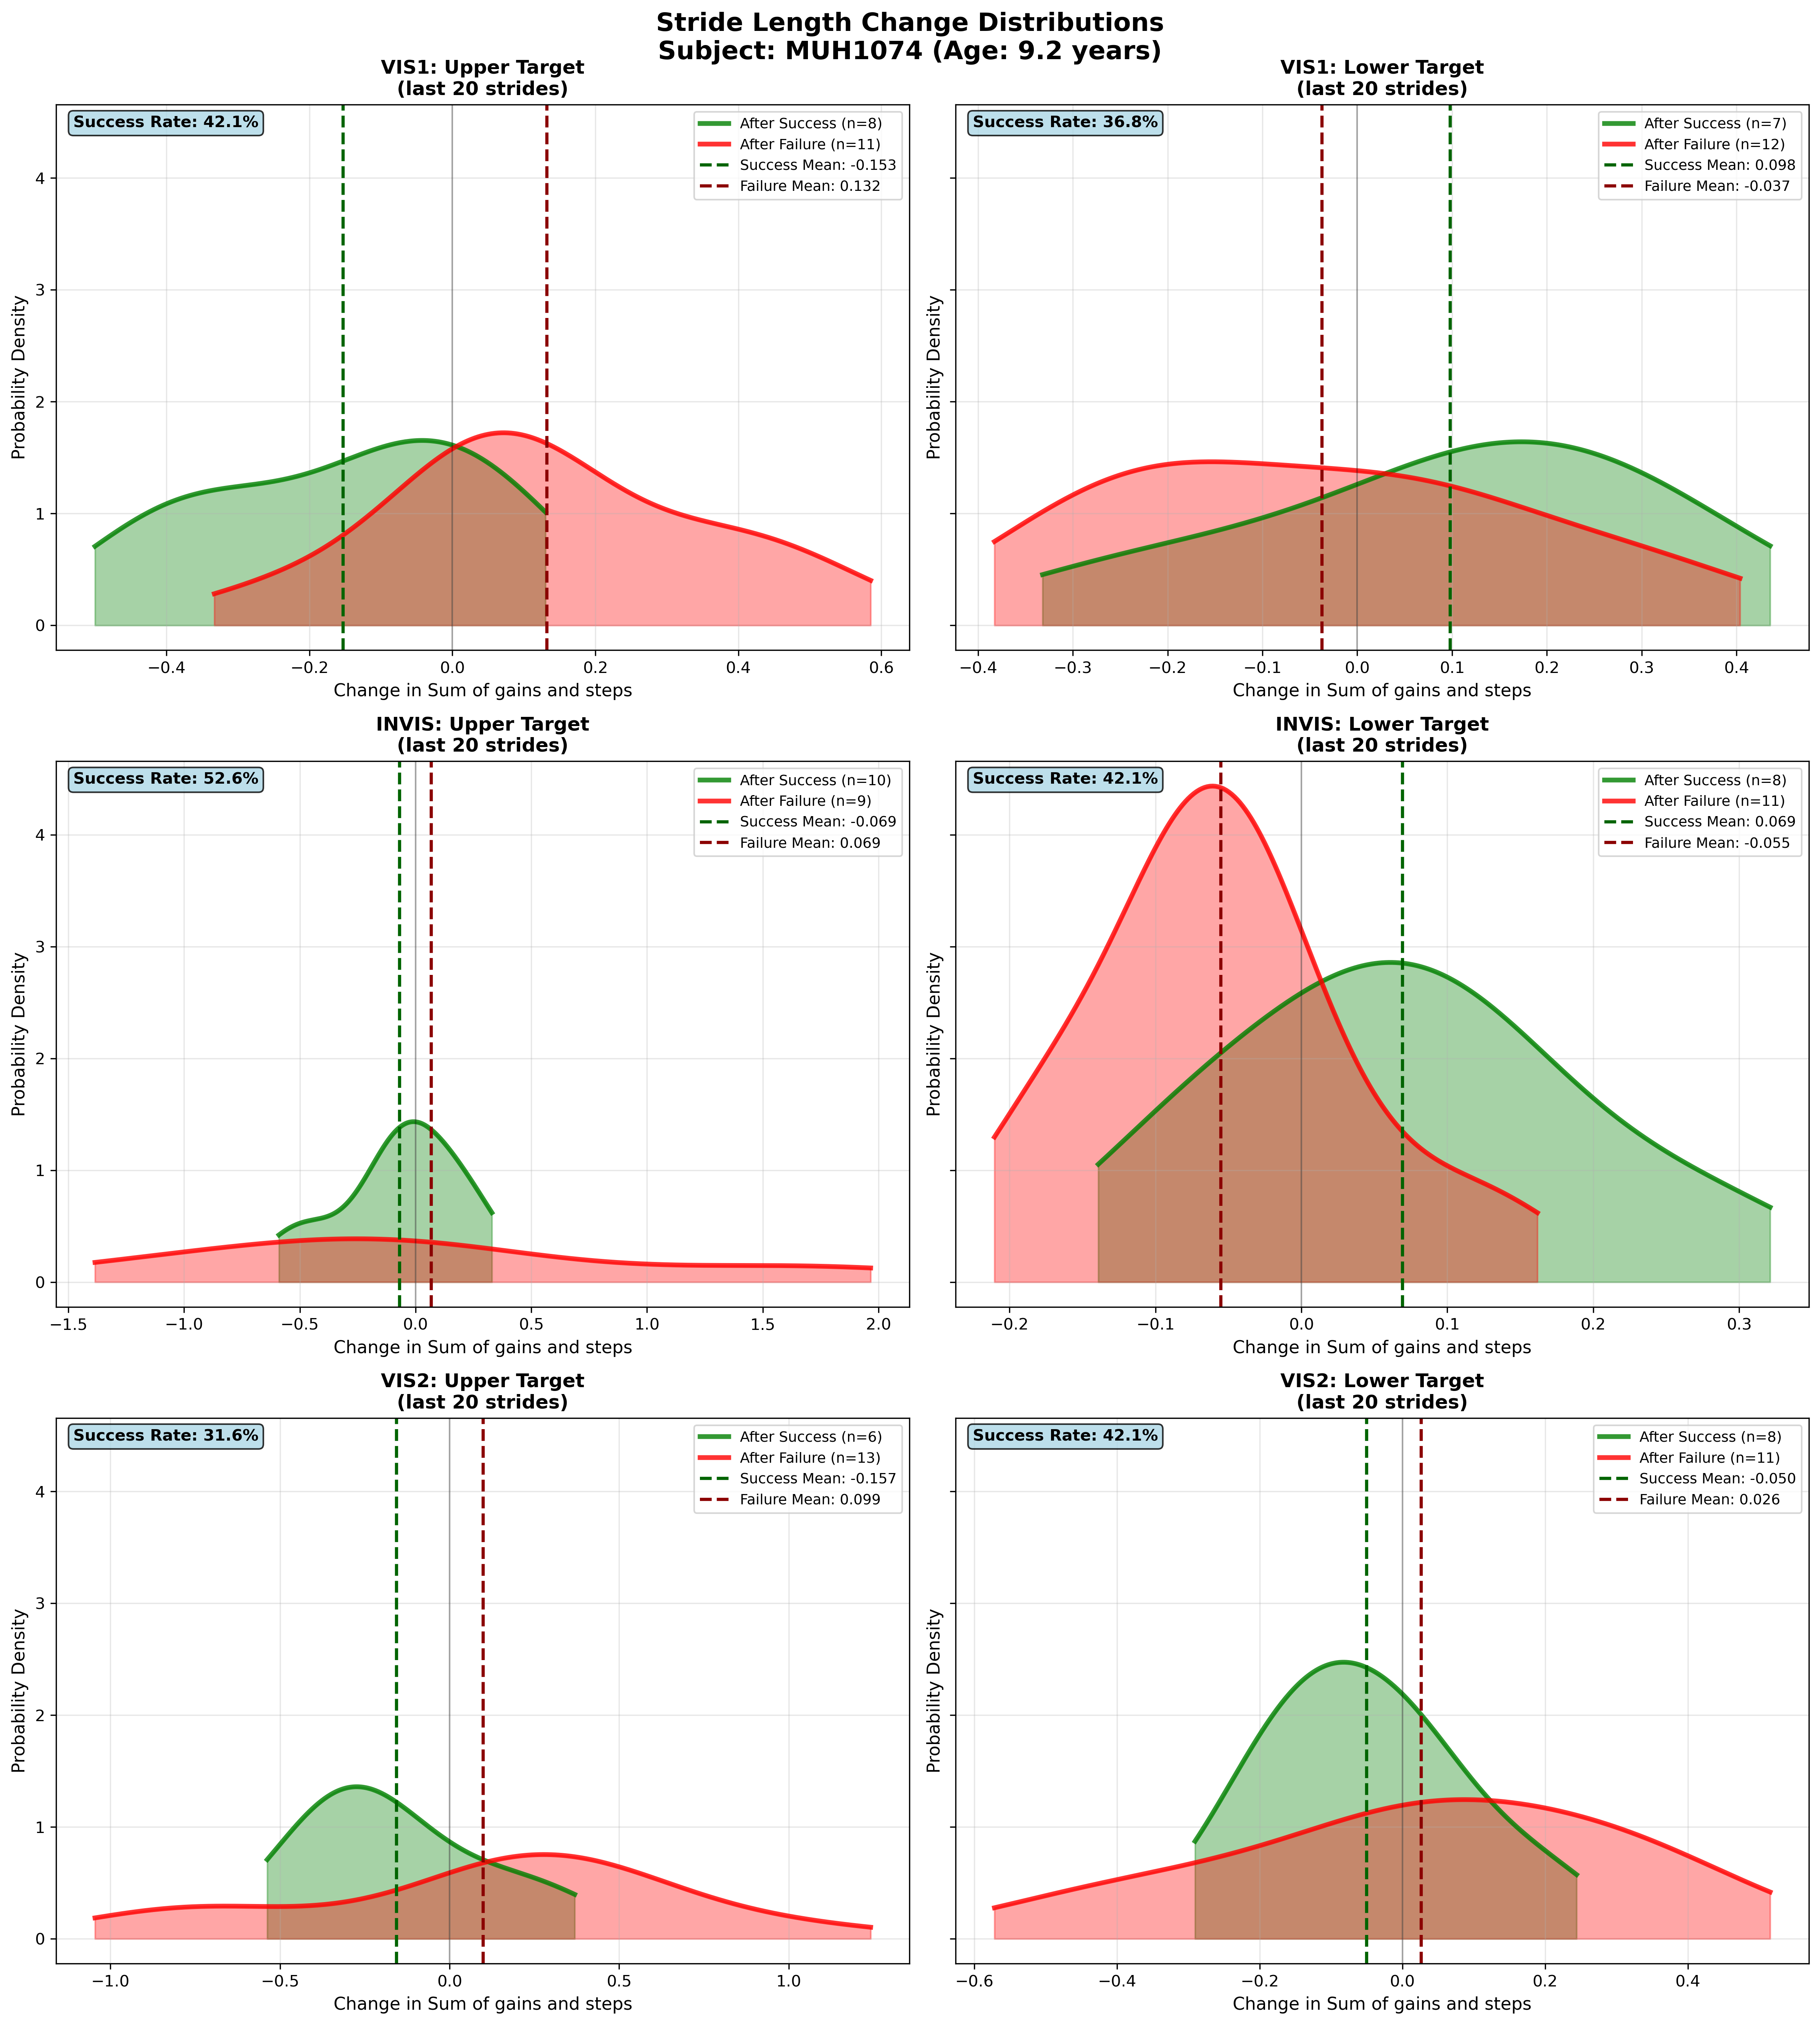 Stride Length Change Distributions
Subject: MUH1074 (Age: 9.2 years)
VIS1: Upper Target
(last 20 strides)
Success Rate: 42.1%
After Success (n=8)
After Failure (n=11)
Success Mean: -0.153
Failure Mean: 0.132
Probability Density
4
3
2
1
0
−0.4
−0.2
0.0
0.2
0.4
0.6
Change in Sum of gains and steps
VIS1: Lower Target
(last 20 strides)
Success Rate: 36.8%
After Success (n=7)
After Failure (n=12)
Success Mean: 0.098
Failure Mean: -0.037
Probability Density
−0.4
−0.3
−0.2
−0.1
0.0
0.1
0.2
0.3
0.4
Change in Sum of gains and steps
INVIS: Upper Target
(last 20 strides)
Success Rate: 52.6%
After Success (n=10)
After Failure (n=9)
Success Mean: -0.069
Failure Mean: 0.069
Probability Density
4
3
2
1
0
−1.5
−1.0
−0.5
0.0
0.5
1.0
1.5
2.0
Change in Sum of gains and steps
INVIS: Lower Target
(last 20 strides)
Success Rate: 42.1%
After Success (n=8)
After Failure (n=11)
Success Mean: 0.069
Failure Mean: -0.055
Probability Density
−0.2
−0.1
0.0
0.1
0.2
0.3
Change in Sum of gains and steps
VIS2: Upper Target
(last 20 strides)
Success Rate: 31.6%
After Success (n=6)
After Failure (n=13)
Success Mean: -0.157
Failure Mean: 0.099
Probability Density
4
3
2
1
0
−1.0
−0.5
0.0
0.5
1.0
Change in Sum of gains and steps
VIS2: Lower Target
(last 20 strides)
Success Rate: 42.1%
After Success (n=8)
After Failure (n=11)
Success Mean: -0.050
Failure Mean: 0.026
Probability Density
−0.6
−0.4
−0.2
0.0
0.2
0.4
Change in Sum of gains and steps